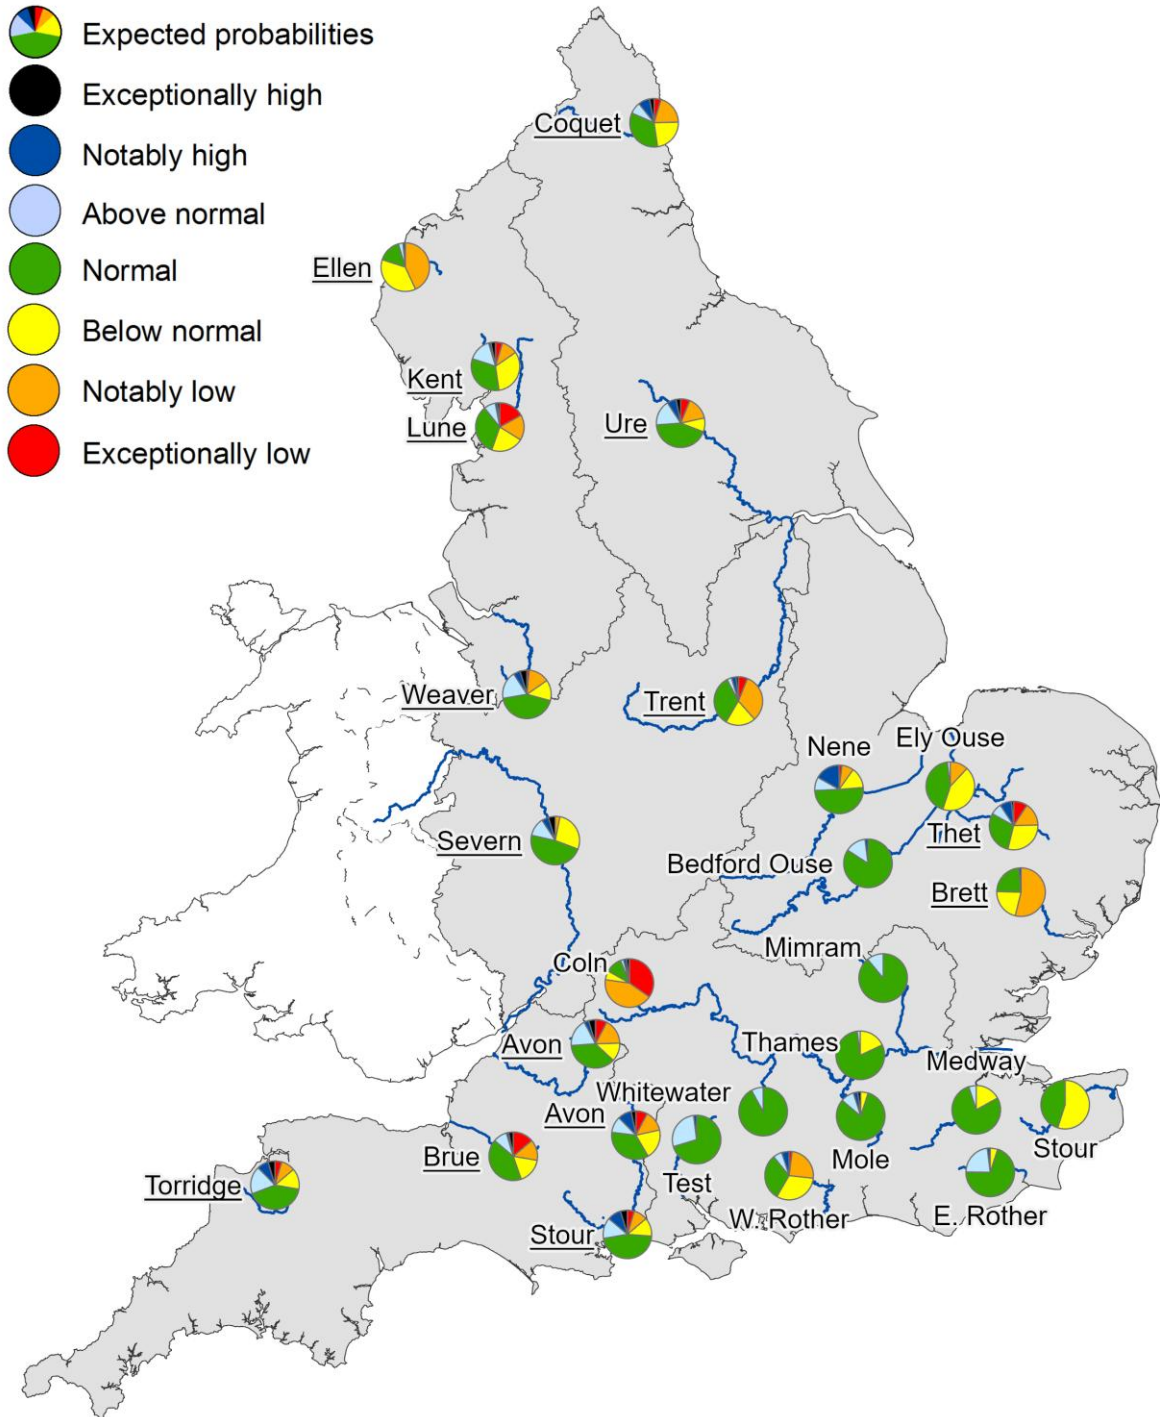 Expected probabilities
Exceptionally high
Notably high
Above normal
Normal
Below normal
Notably low
Exceptionally low
Coquet
Ellen
Kent
Lune
Ure
Weaver
Trent
Nene
Ely Ouse
Thet
Severn
Bedford Ouse
Brett
Mimram
Coln
Avon
Thames
Medway
Whitewater
Avon
Brue
Test
Mole
Stour
Torridge
W. Rother
E. Rother
Stour